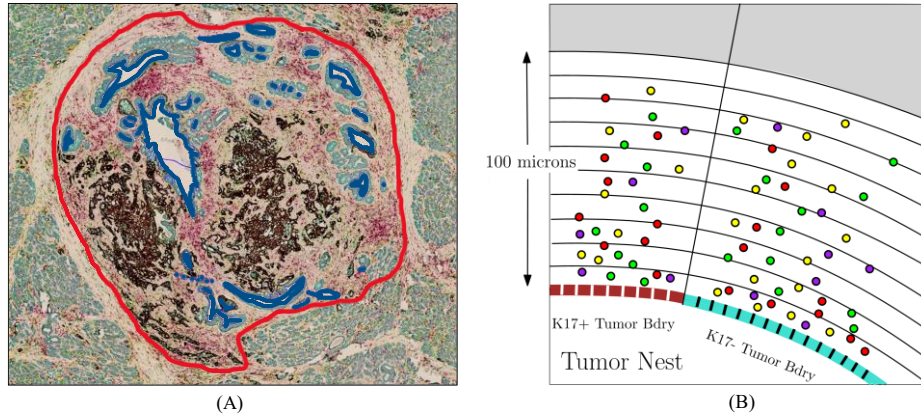 100 microns
K17+ Tumor Bdry
K17- Tumor Bdry
Tumor Nest
(A)
(B)